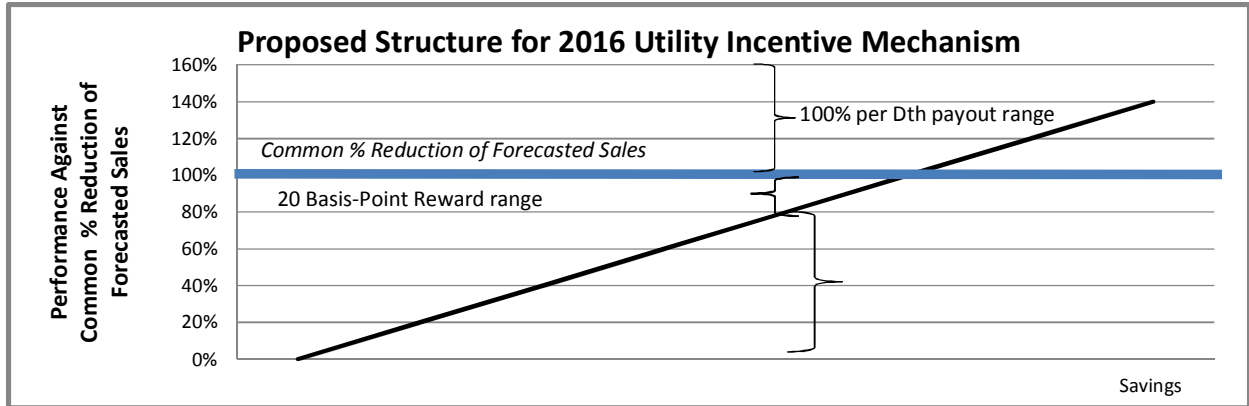 Proposed Structure for 2016 Utility Incentive Mechanism
Performance Against
Common % Reduction of
Forecasted Sales
160%
140%
120%
100%
80%
60%
40%
20%
0%
100% per Dth payout range
Common % Reduction of Forecasted Sales
20 Basis-Point Reward range
Savings